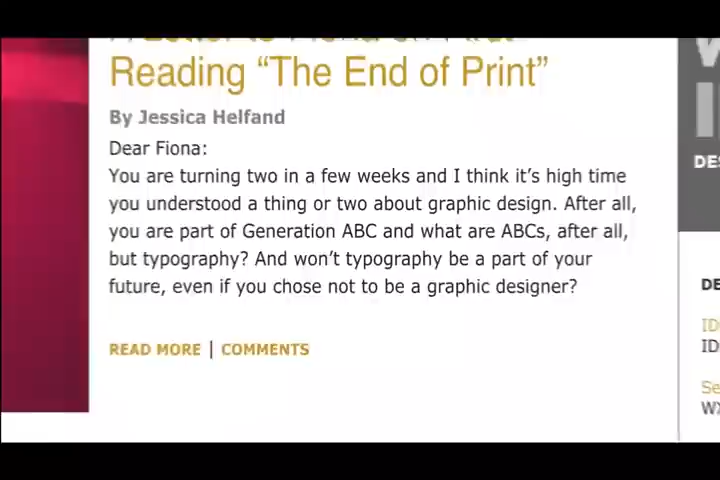 Reading “The End of Print”
By Jessica Helfand
Dear Fiona:
You are turning two in a few weeks and I think it’s high time
you understood a thing or two about graphic design. After all,
you are part of Generation ABC and what are ABCs, after all,
but typography? And won’t typography be a part of your
future, even if you chose not to be a graphic designer?
READ MORE | COMMENTS